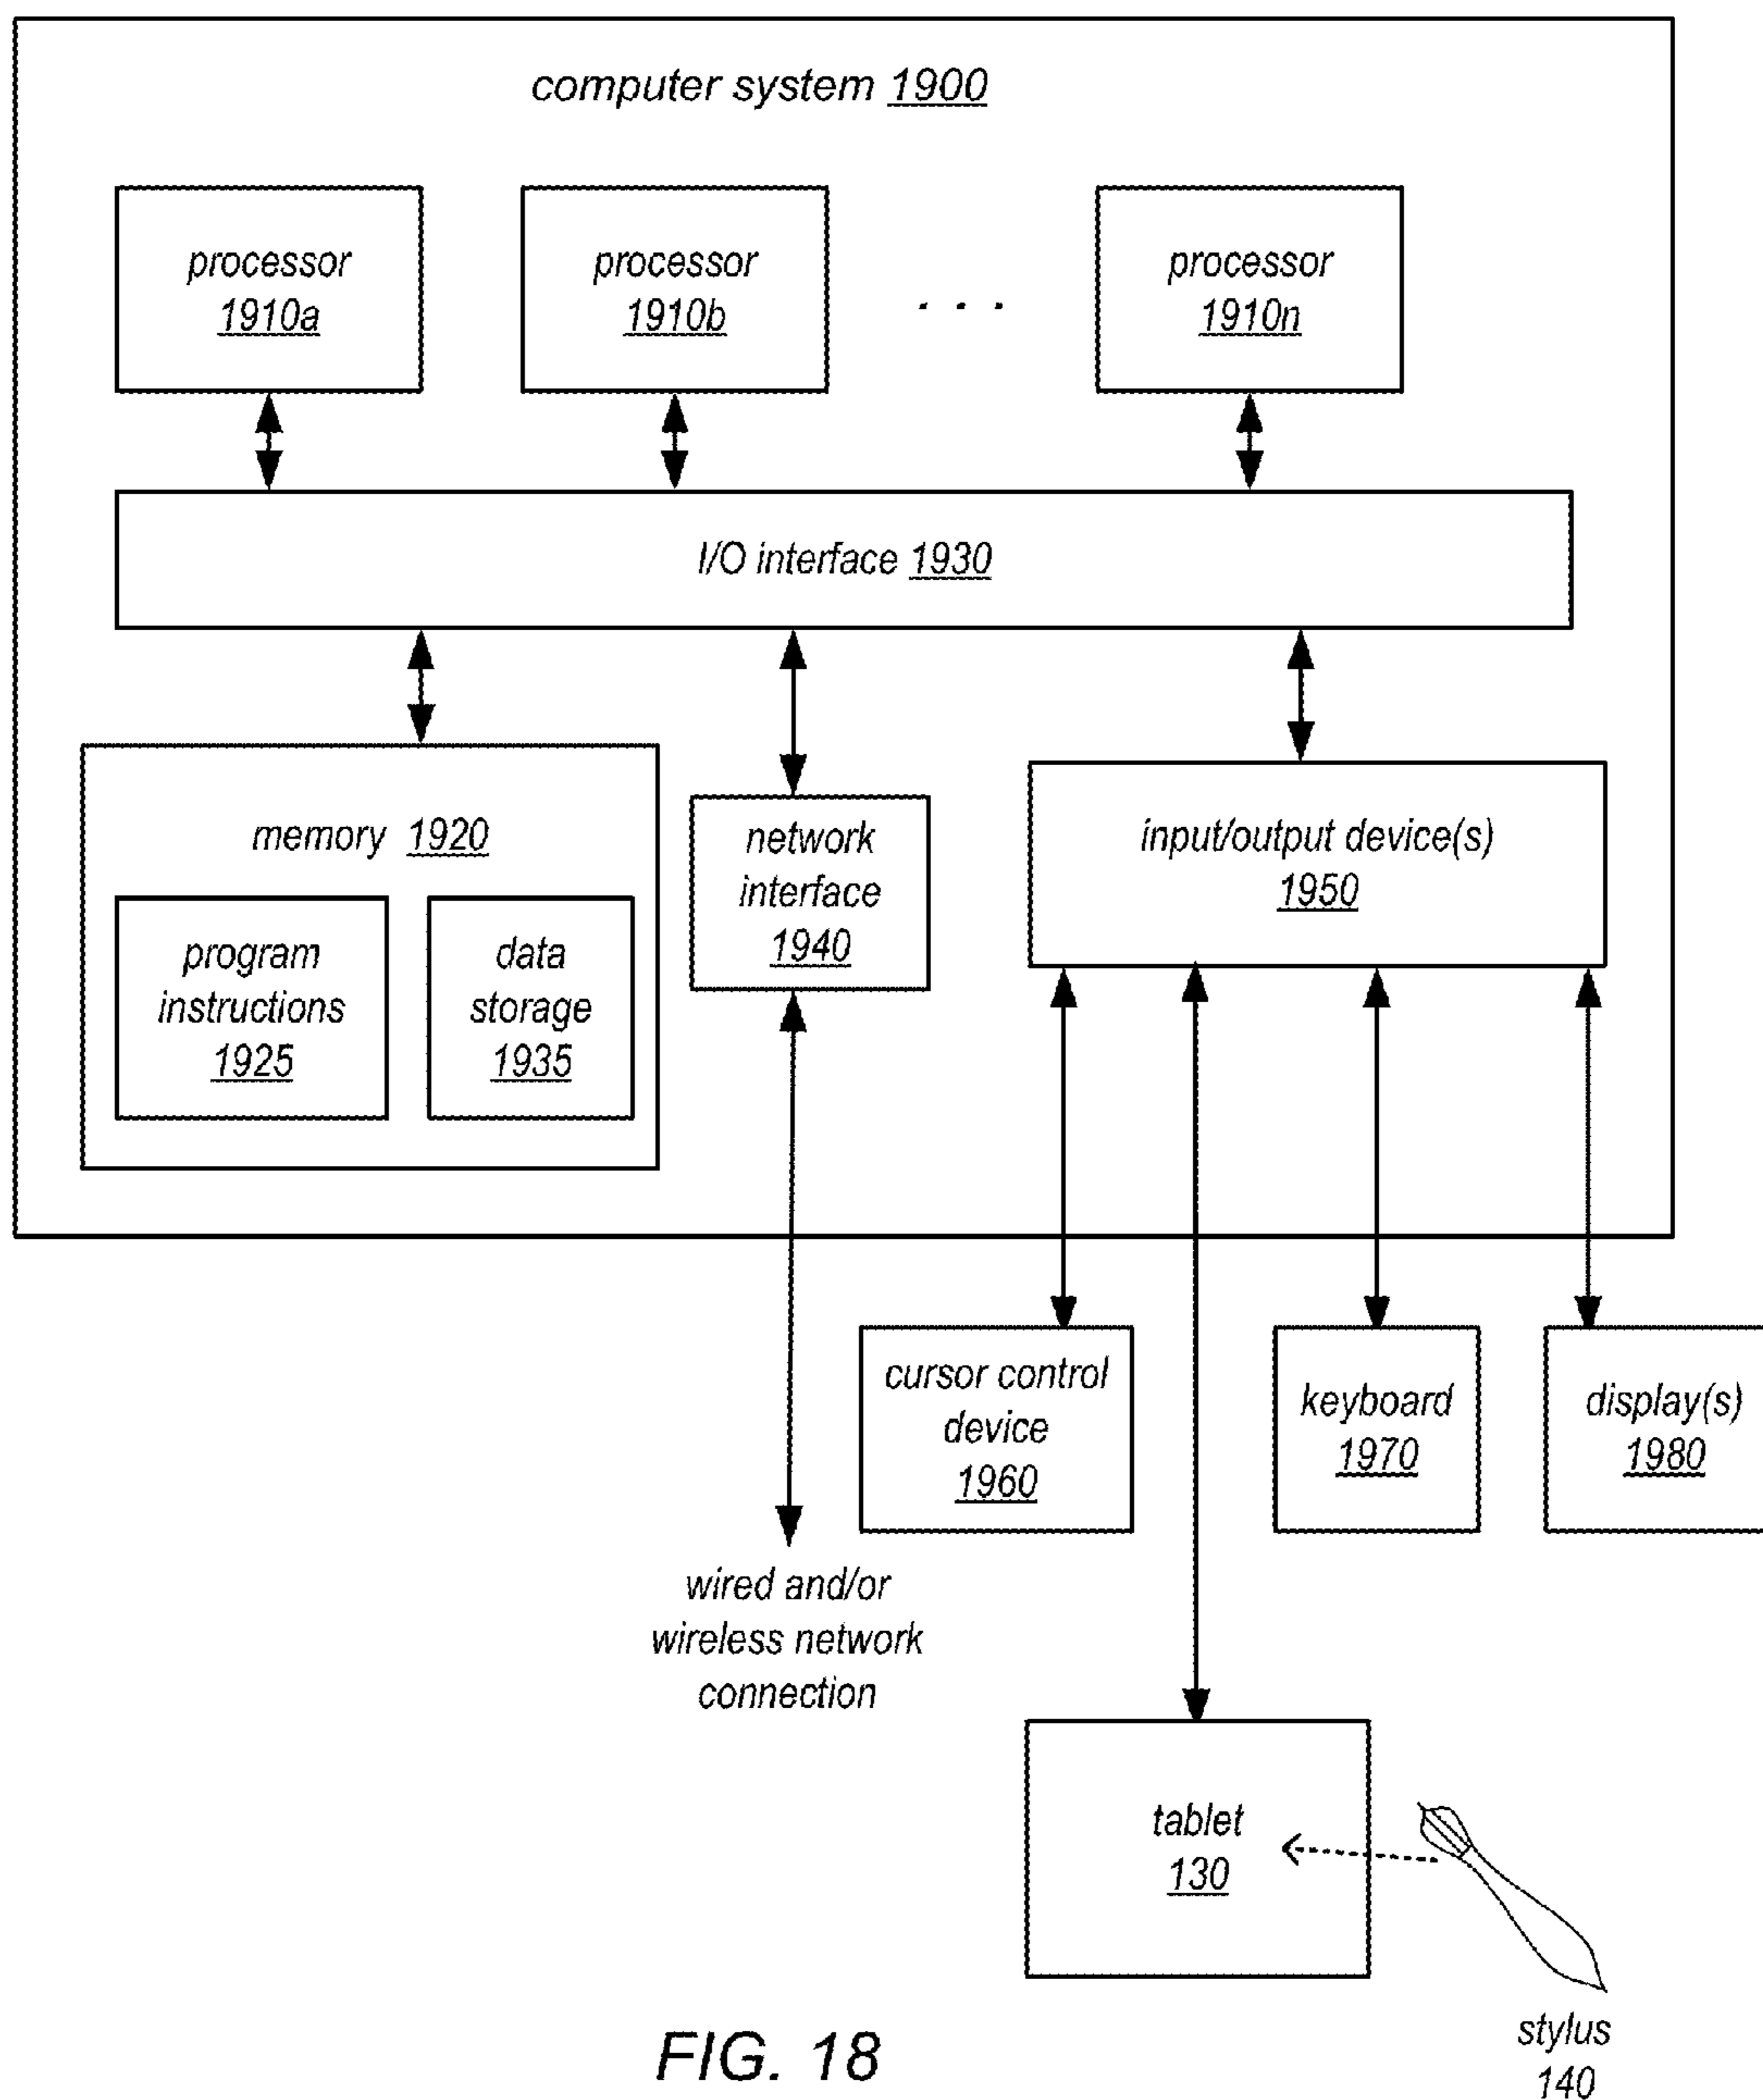 computer system 1900
processor
1910a
processor
1910b
. . .
processor
1910n
I/O interface 1930
memory 1920
program
instructions
1925
data
storage
1935
network
interface
1940
input/output device(s)
1950
cursor control
device
1960
keyboard
1970
display(s)
1980
wired and/or
wireless network
connection
tablet
130
stylus
140
FIG. 18